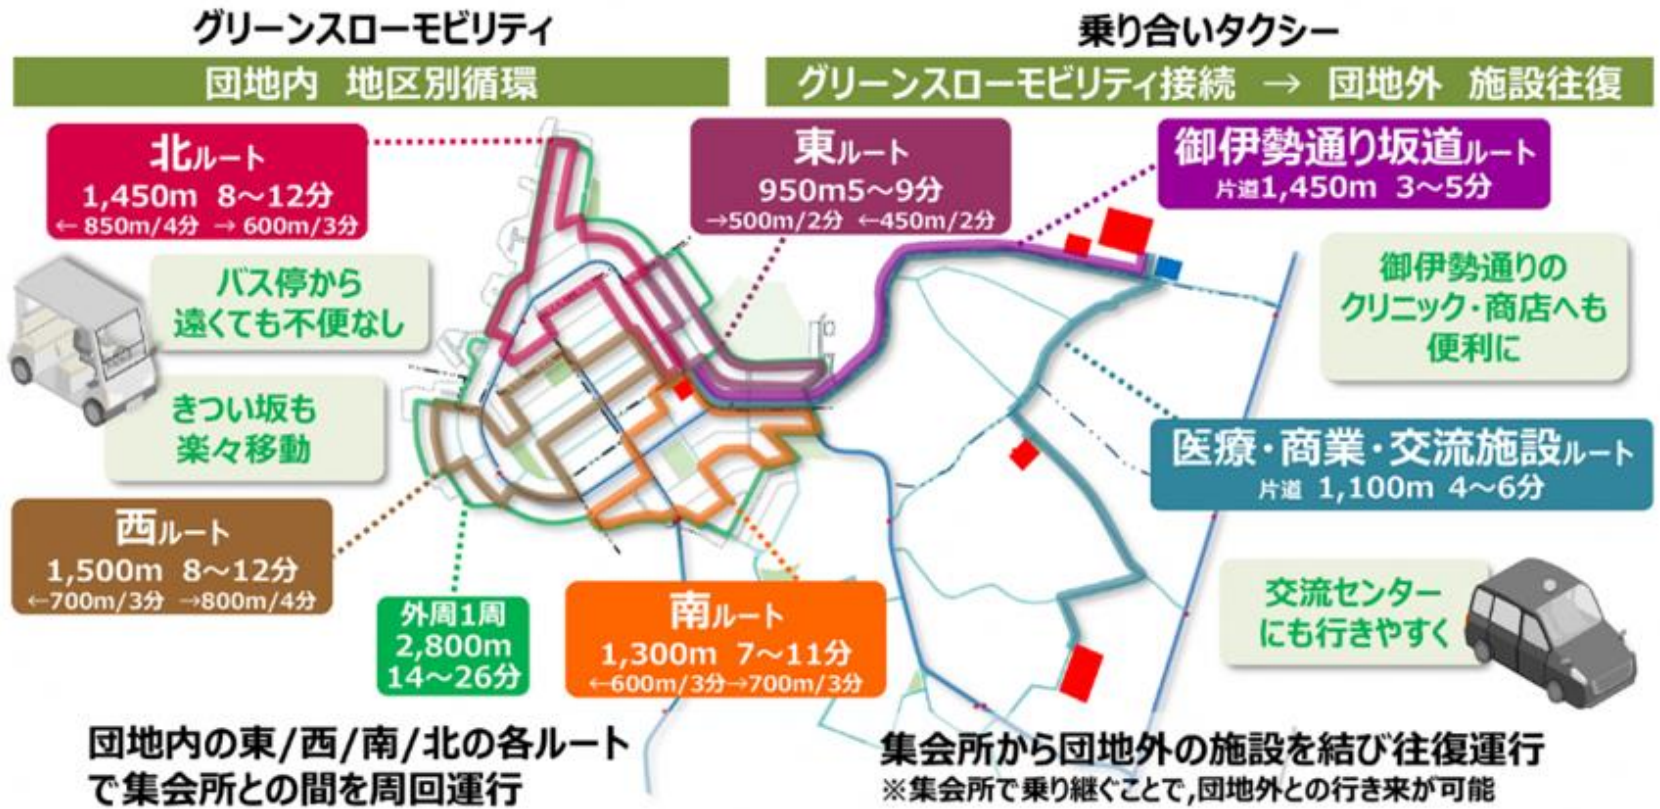 グリーンスローモビリティ
団地内 地区別循環
北ルート
1,450m 8～12分
← 850m/4分 → 600m/3分
バス停から
遠くても不便なし
きつい坂も
楽々移動
西ルート
1,500m 8～12分
←700m/3分 →800m/4分
外周1周
2,800m
14～26分
東ルート
950m5～9分
→500m/2分 ←450m/2分
南ルート
1,300m 7～11分
←600m/3分→700m/3分
団地内の東/西/南/北の各ルート
で集会所との間を周回運行
乗り合いタクシー
グリーンスローモビリティ接続 → 団地外 施設往復
御伊勢通り坂道ルート
片道1,450m 3～5分
御伊勢通りの
クリニック・商店へも
便利に
医療・商業・交流施設ルート
片道 1,100m 4～6分
交流センター
にも行きやすく
集会所から団地外の施設を結び往復運行
※集会所で乗り継ぐことで,団地外との行き来が可能